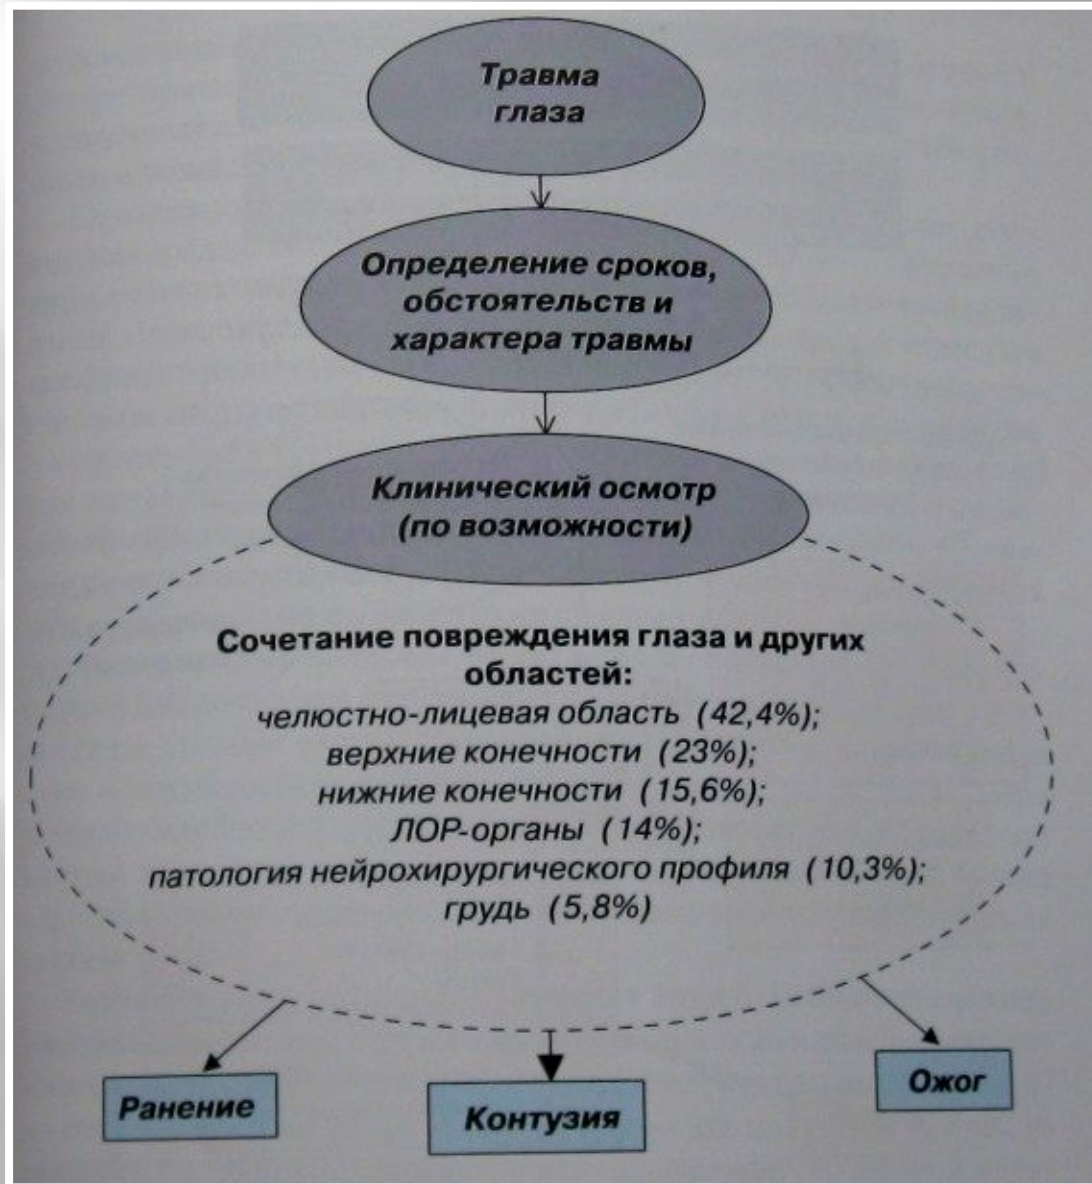 Травма
глаза
Определение сроков,
обстоятельств и
характера травмы
Клинический осмотр
(по возможности)
Сочетание повреждения глаза и других
областей:
челюстно-лицевая область (42,4%);
верхние конечности (23%);
нижние конечности (15,6%);
ЛОР-органы (14%);
патология нейрохирургического профиля (10,3%);
грудь (5,8%)
Ранение
Контузия
Ожог